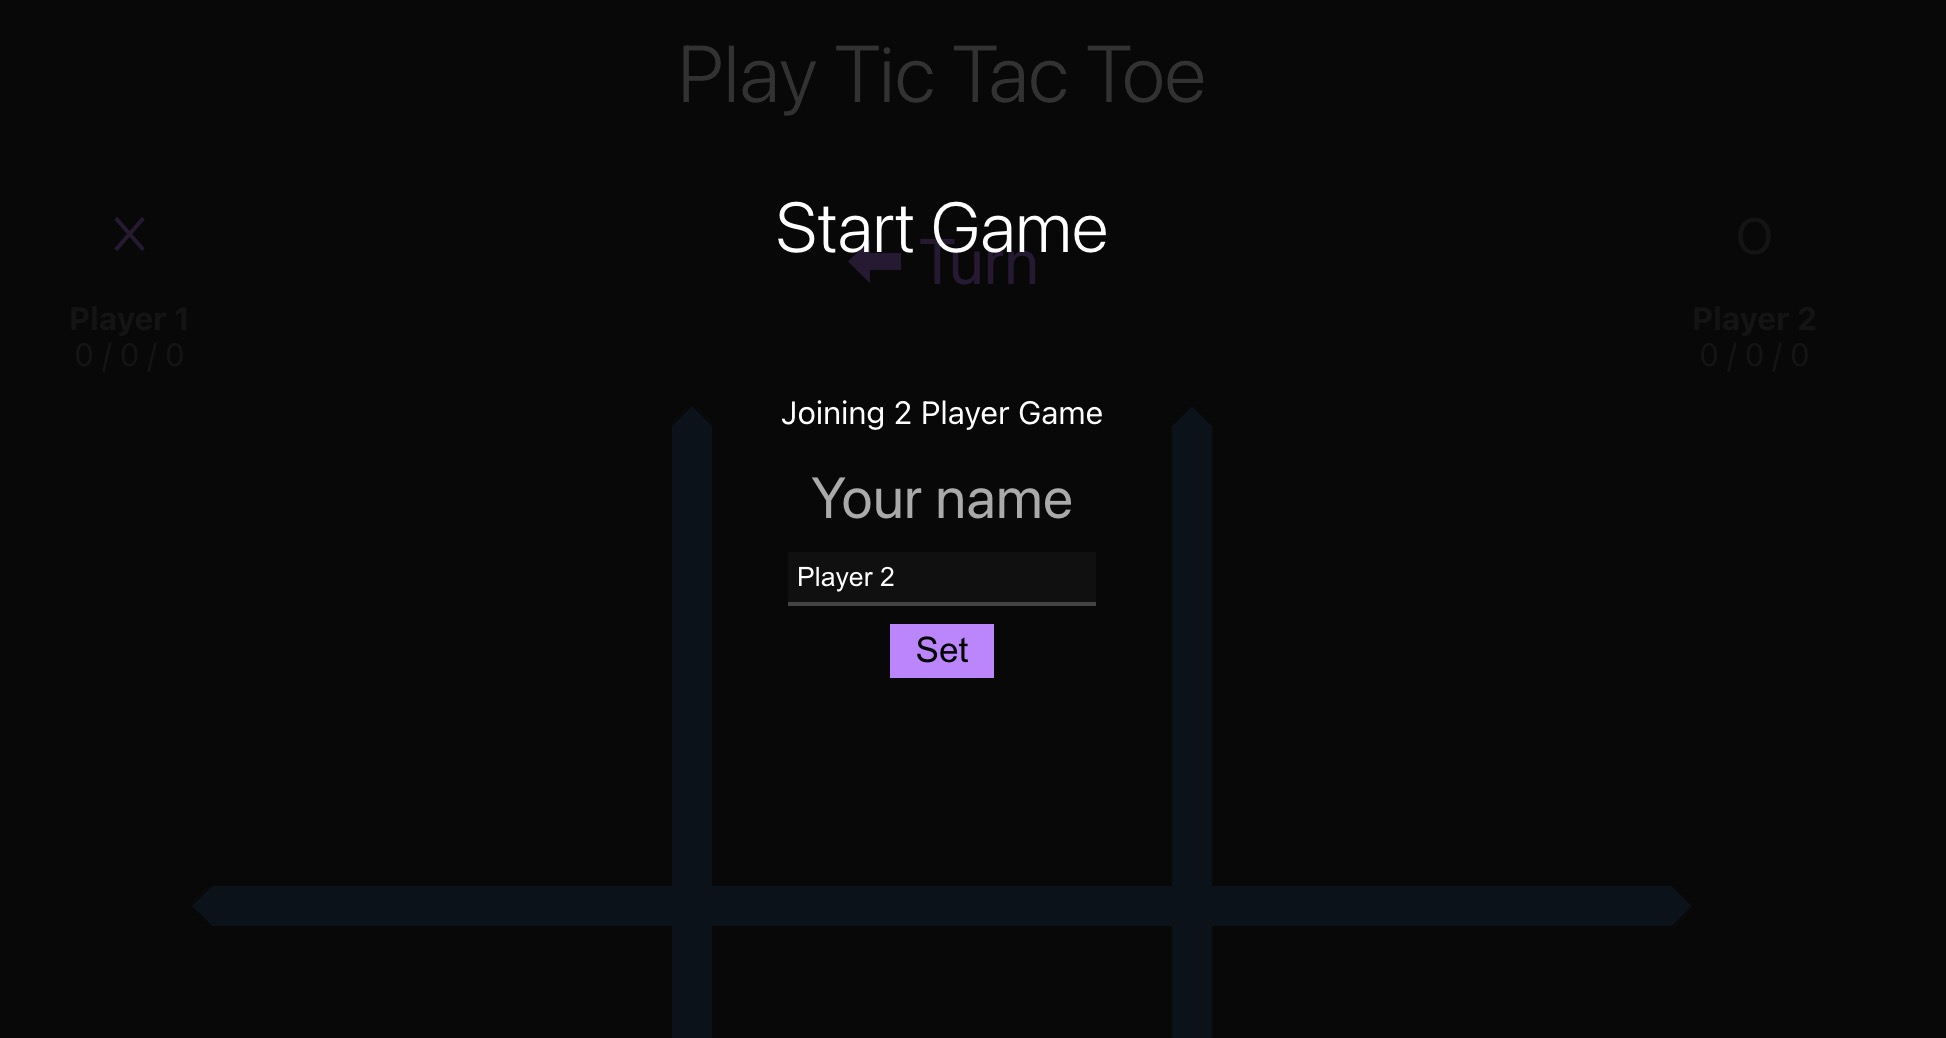 Play Tic Tac Toe
Start Game
X
Turn
O
Player 1
0 / 0 / 0
Player 2
0 / 0 / 0
Joining 2 Player Game
Your name
Player 2
Set